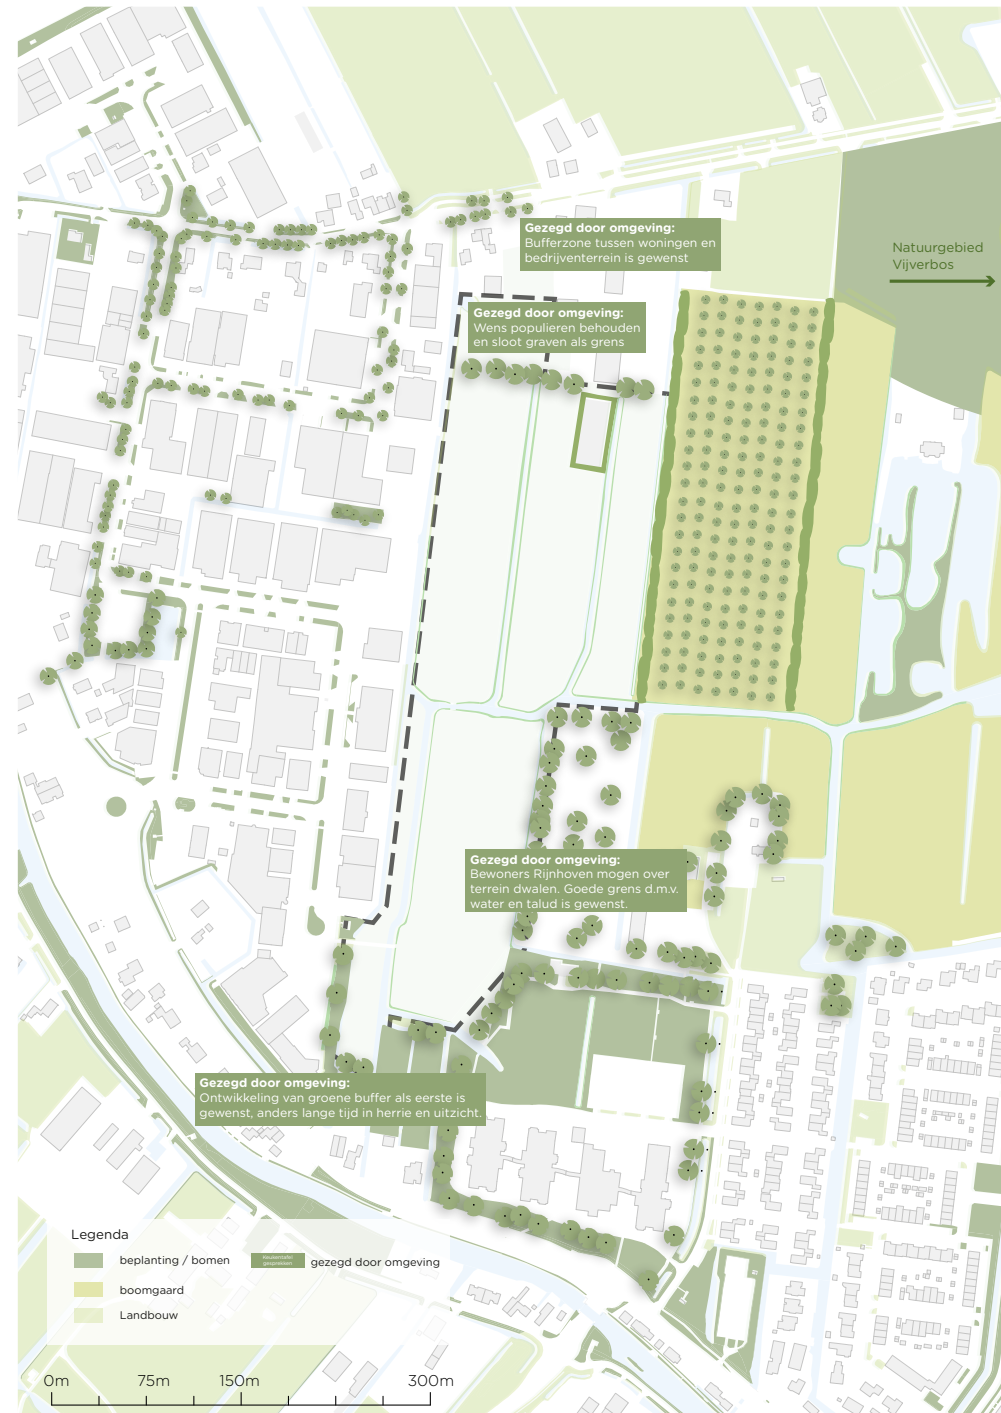 Gezegd door omgeving:
Bufferzone tussen woningen en
bedrijventerrein is gewenst
Natuurgebied
Vijverbos
Gezegd door omgeving:
Wens populieren behouden
en sloot graven als grens
Gezegd door omgeving:
Bewoners Rijnhoven mogen over
terrein dwalen. Goede grens d.m.v.
water en talud is gewenst.
Gezegd door omgeving:
Ontwikkeling van groene buffer als eerste is
gewenst, anders lange tijd in herrie en uitzicht.
Legenda
beplanting / bomen
Keukentafel
gesprekken
gezegd door omgeving
boomgaard
Landbouw
0m 75m 150m 300m